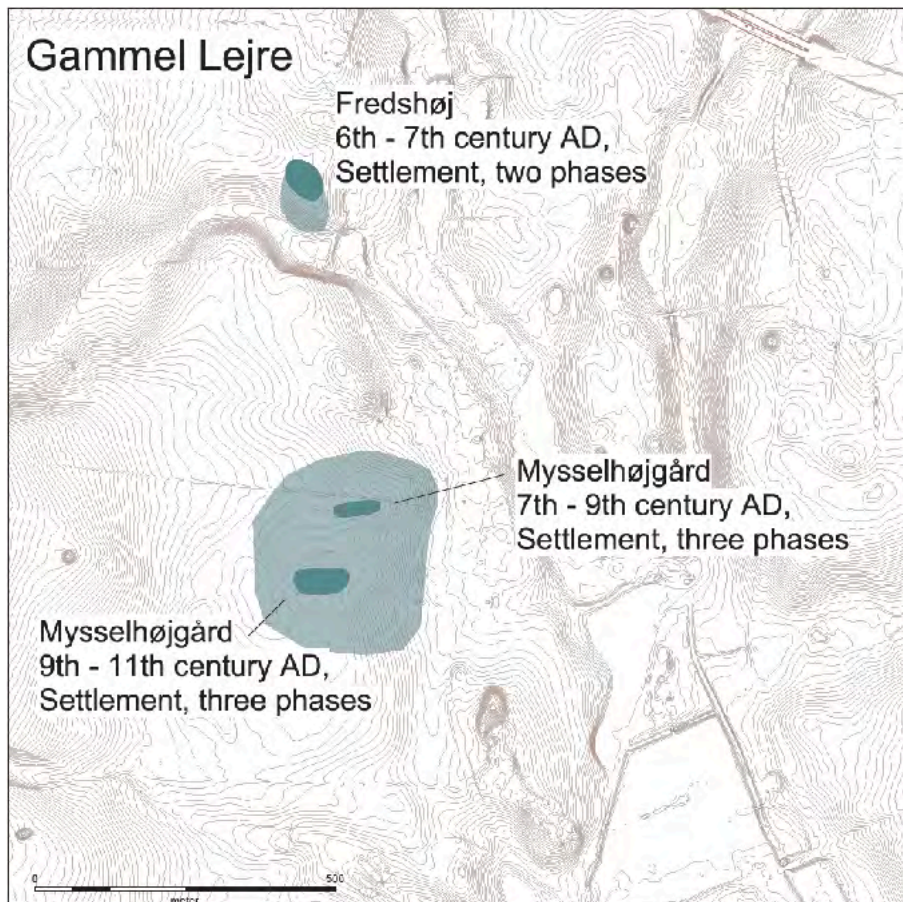 Gammel Lejre
Fredshøj
6th - 7th century AD,
Settlement, two phases
Mysselhøjgård
7th - 9th century AD,
Settlement, three phases
Mysselhøjgård
9th - 11th century AD,
Settlement, three phases
0 500
meter